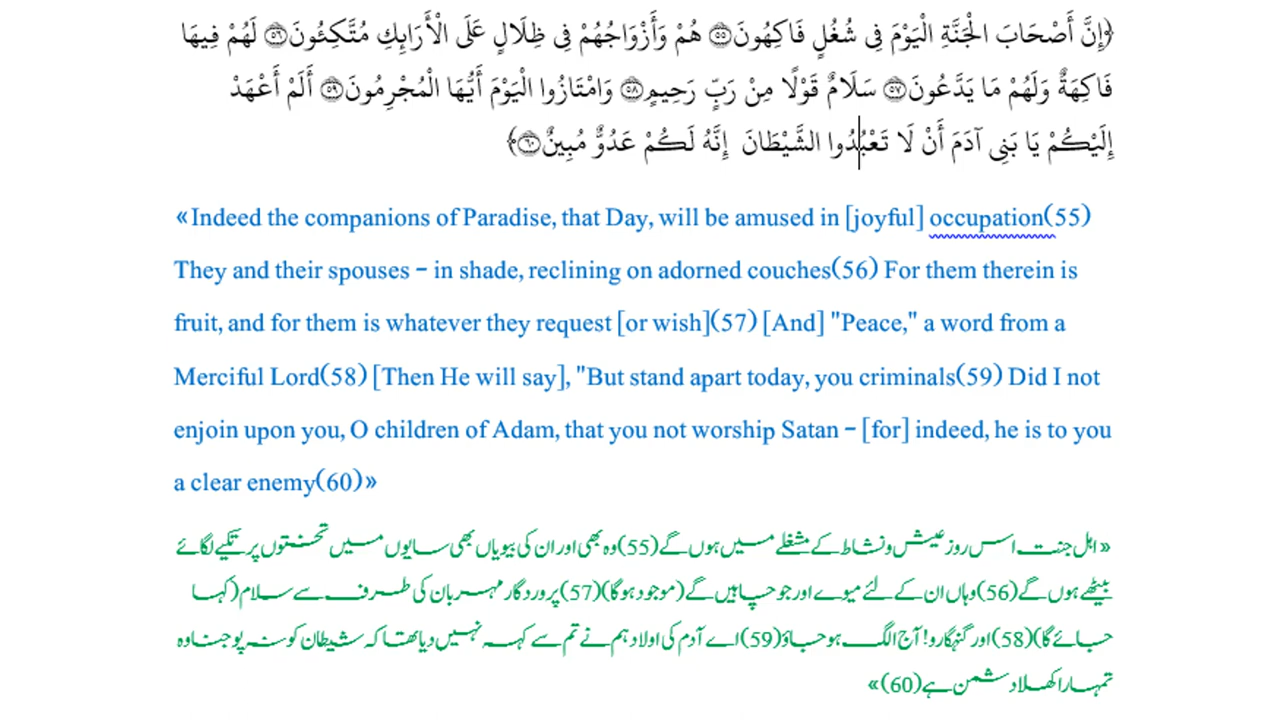 ﴿إِنَّ أَصْحَابَ الْجَنَّةِ الْيَوْمَ فِى شُغُلٍ فَاكِهُونَ۝٥٥ هُمْ وَأَزْوَاجُهُمْ فِى ظِلَالٍ عَلَى الْأَرَابِكِ مُتَّكِئُونَ۝٥٦ لَهُمْ فِيهَا
فَاكِهَةٌ وَلَهُمْ مَا يَدَّعُونَ۝٥٧ سَلَامٌ قَوْلًا مِنْ رَبٍّ رَحِيمٍ۝٥٨ وَامْتَازُوا الْيَوْمَ أَيُّهَا الْمُجْرِمُونَ۝٥٩ أَلَمْ أَعْهَدْ
إِلَيْكُمْ يَا بَنِى آدَمَ أَنْ لَا تَعْبُدُوا الشَّيْطَانَ إِنَّهُ لَكُمْ عَدُوٌّ مُبِينٌ۝٦٠﴾
«Indeed the companions of Paradise, that Day, will be amused in [joyful] occupation(55)
They and their spouses – in shade, reclining on adorned couches(56) For them therein is
fruit, and for them is whatever they request [or wish](57) [And] "Peace," a word from a
Merciful Lord(58) [Then He will say], "But stand apart today, you criminals(59) Did I not
enjoin upon you, O children of Adam, that you not worship Satan – [for] indeed, he is to you
a clear enemy(60)»
«اہل جنت اس روز عیش ونشاط کے مشغلے میں ہوں گے(55)وہ بھی اور ان کی بیویاں بھی سایوں میں تختوں پر تکیے لگائے
بیٹھے ہوں گے(56)وہاں ان کے لئے میوے اور جو چاہیں گے(موجود ہوگا)(57)پروردگار مہربان کی طرف سے سلام(کہا
جائے گا)(58)اور گنہگارو! آج الگ ہوجاؤ(59)اے آدم کی اولاد ہم نے تم سے کہہ نہیں دیا تھا کہ شیطان کو نہ پوجنا وہ
تمہارا کھلا دشمن ہے(60)»